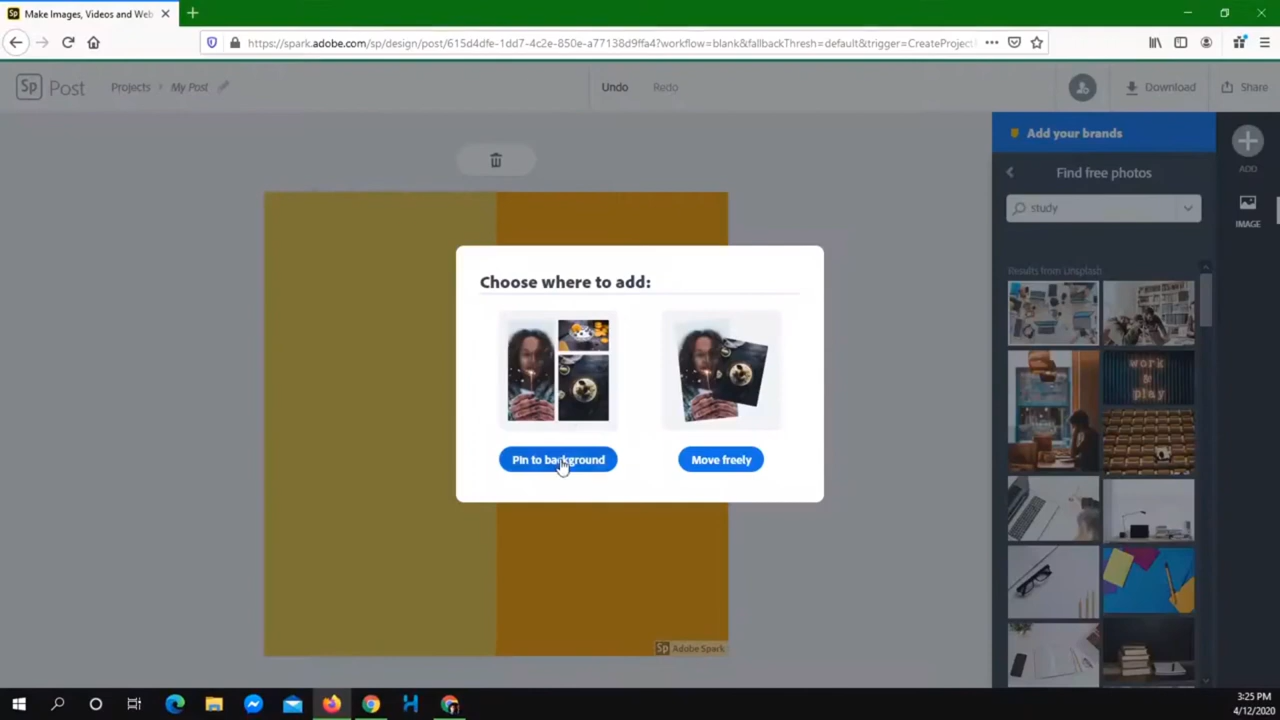 Make Images, Videos and Web
https://spark.adobe.com/sp/design/post/615d4dfe-1dd7-4c2e-850e-a77138d9ffa4?workflow=blank&fallbackThresh=default&trigger=CreateProject
Sp Post
Projects > My Post
Undo
Redo
Download
Share
Add your brands
Find free photos
ADD
study
IMAGE
Results from Unsplash
Choose where to add:
work
&
play
Pin to background
Move freely
Sp Adobe Spark
3:25 PM
4/12/2020